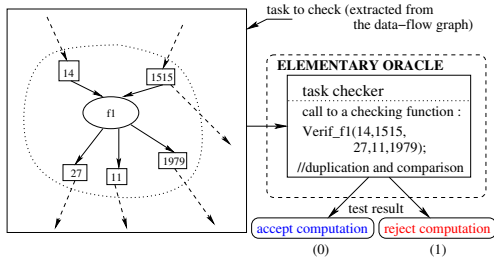 task to check (extracted from
the data-flow graph)
14
1515
f1
27
11
1979
ELEMENTARY ORACLE
task checker
call to a checking function :
Verif_f1(14,1515,
27,11,1979);
//duplication and comparison
test result
accept computation
reject computation
(0)
(1)